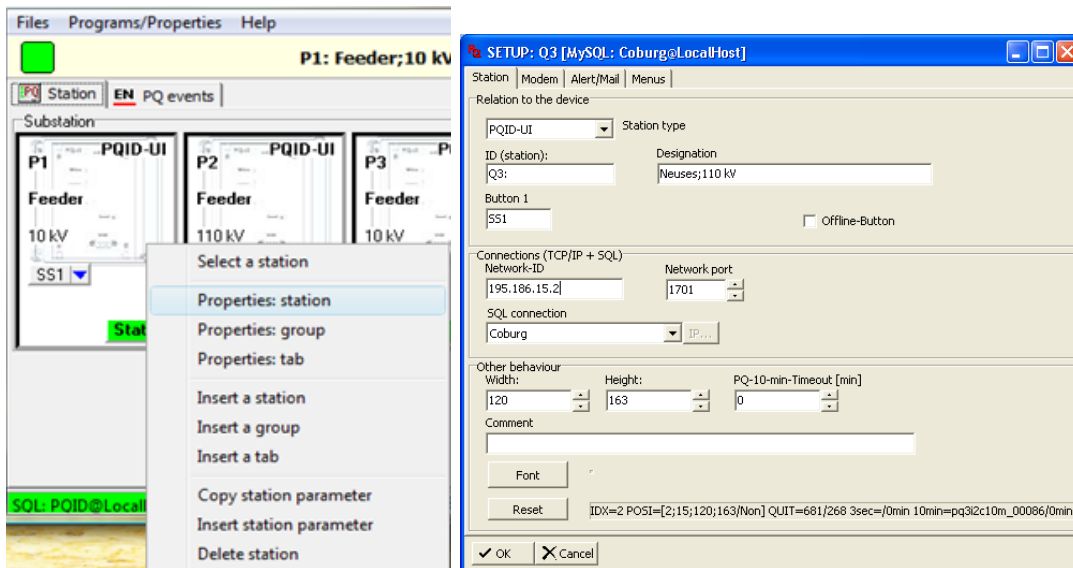 Files Programs/Properties Help
P1: Feeder;10 kV
Station EN PQ events
Substation
P1 PQID-UI
Feeder
10 kV
SS1
P2 PQID-UI
Feeder
110 kV
P3
Feeder
10 kV
Select a station
Properties: station
Properties: group
Properties: tab
Insert a station
Insert a group
Insert a tab
Copy station parameter
Insert station parameter
Delete station
SQL: PQID@Locall
SETUP: Q3 [MySQL: Coburg@LocalHost]
Station Modem Alert/Mail Menus
Relation to the device
PQID-UI Station type
ID (station): Designation
Q3: Neuses;110 kV
Button 1
SS1 Offline-Button
Connections (TCP/IP + SQL)
Network-ID Network port
195.186.15.2 1701
SQL connection
Coburg IP...
Other behaviour
Width: Height: PQ-10-min-Timeout [min]
120 163 0
Comment
Font
Reset IDX=2 POSI=[2;15;120;163/Non] QUIT=681/268 3sec=/0min 10min=pq3i2c10m_00086/0min
OK Cancel